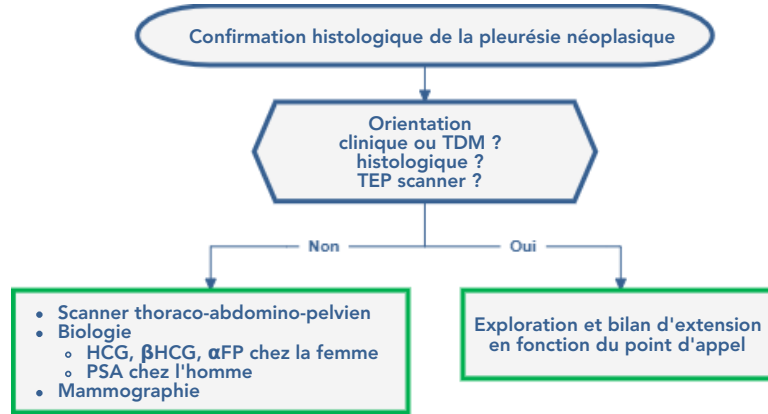 Confirmation histologique de la pleurésie néoplasique
Orientation
clinique ou TDM ?
histologique ?
TEP scanner ?
Non
Oui
• Scanner thoraco-abdomino-pelvien
• Biologie
◦ HCG, βHCG, αFP chez la femme
◦ PSA chez l'homme
• Mammographie
Exploration et bilan d'extension
en fonction du point d'appel